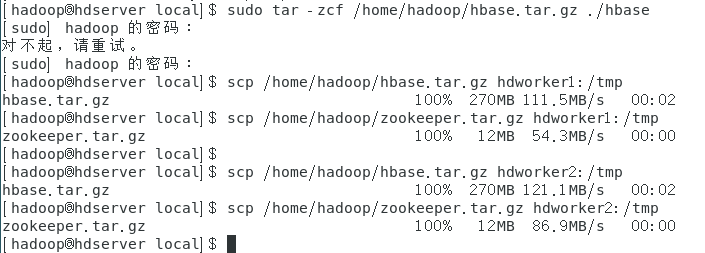 [hadoop@hdserver local]$ sudo tar -zcf /home/hadoop/hbase.tar.gz ./hbase
[sudo] hadoop 的密码：
对不起，请重试。
[sudo] hadoop 的密码：
[hadoop@hdserver local]$ scp /home/hadoop/hbase.tar.gz hdworker1:/tmp
hbase.tar.gz 100% 270MB 111.5MB/s 00:02
[hadoop@hdserver local]$ scp /home/hadoop/zookeeper.tar.gz hdworker1:/tmp
zookeeper.tar.gz 100% 12MB 54.3MB/s 00:00
[hadoop@hdserver local]$
[hadoop@hdserver local]$ scp /home/hadoop/hbase.tar.gz hdworker2:/tmp
hbase.tar.gz 100% 270MB 121.1MB/s 00:02
[hadoop@hdserver local]$ scp /home/hadoop/zookeeper.tar.gz hdworker2:/tmp
zookeeper.tar.gz 100% 12MB 86.9MB/s 00:00
[hadoop@hdserver local]$